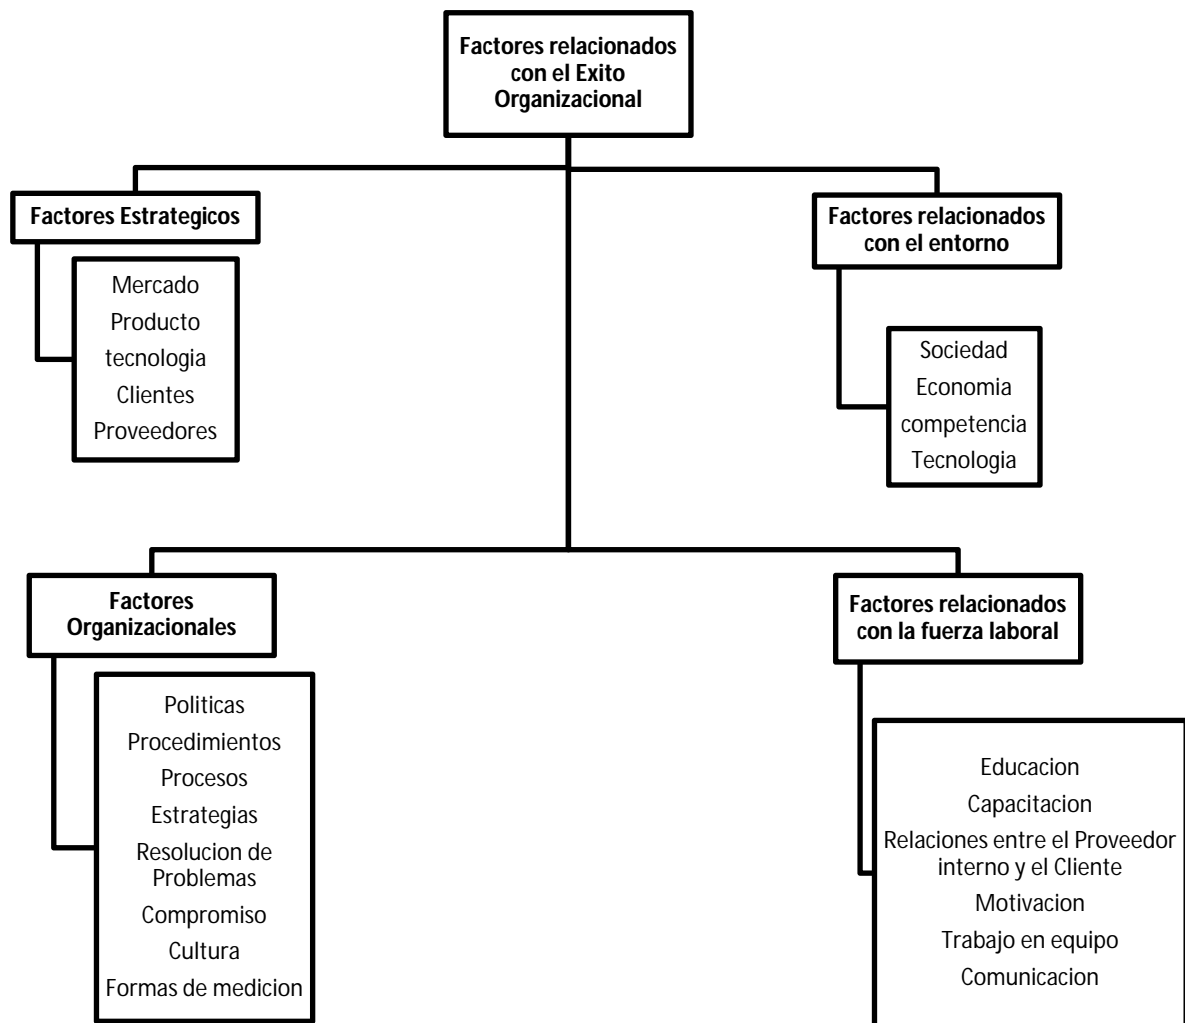 Factores relacionados
con el Exito
Organizacional
Factores Estrategicos
Mercado
Producto
tecnologia
Clientes
Proveedores
Factores relacionados
con el entorno
Sociedad
Economia
competencia
Tecnologia
Factores
Organizacionales
Politicas
Procedimientos
Procesos
Estrategias
Resolucion de
Problemas
Compromiso
Cultura
Formas de medicion
Factores relacionados
con la fuerza laboral
Educacion
Capacitacion
Relaciones entre el Proveedor
interno y el Cliente
Motivacion
Trabajo en equipo
Comunicacion